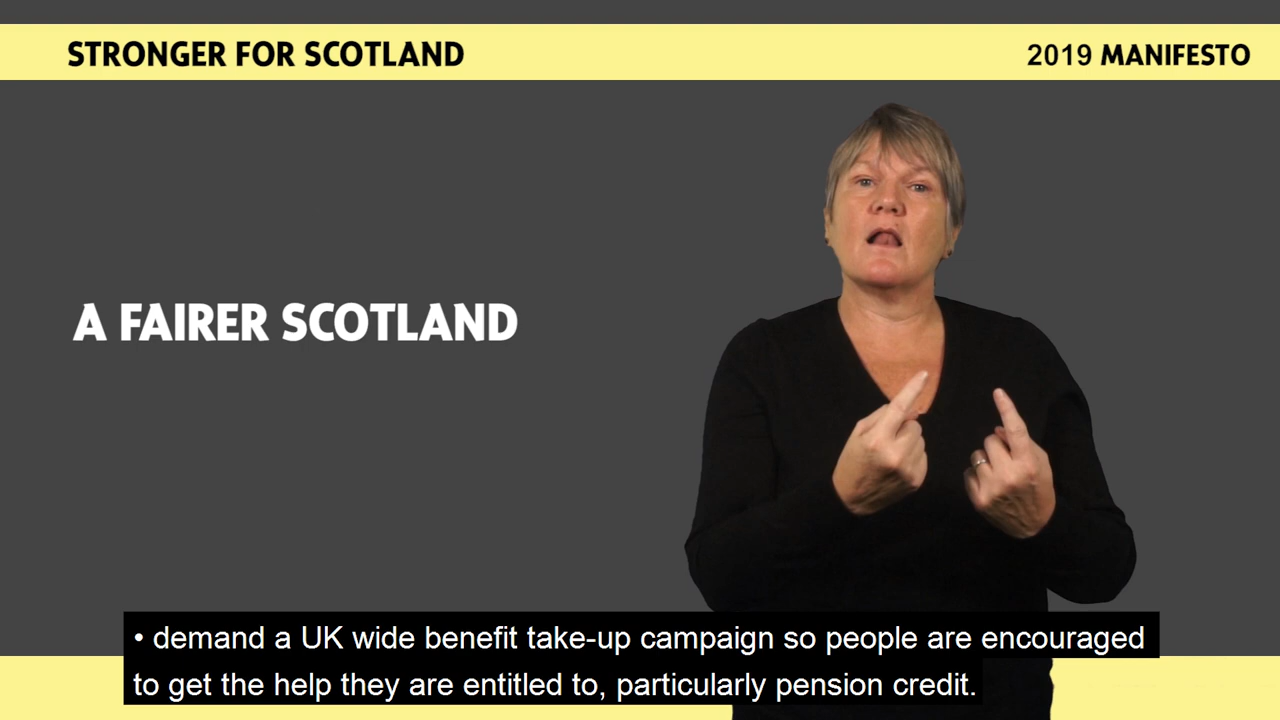 STRONGER FOR SCOTLAND
2019 MANIFESTO
A FAIRER SCOTLAND
• demand a UK wide benefit take-up campaign so people are encouraged
to get the help they are entitled to, particularly pension credit.